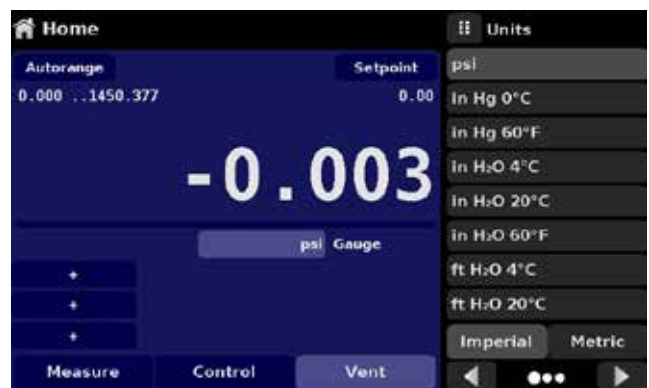 Home
Autorange
Setpoint
0.000 ..1450.377
0.00
-0.003
psi Gauge
+
+
+
Measure Control Vent
Units
psi
In Hg 0°C
in Hg 60°F
in H₂O 4°C
in H₂O 20°C
in H₂O 60°F
ft H₂O 4°C
ft H₂O 20°C
Imperial Metric